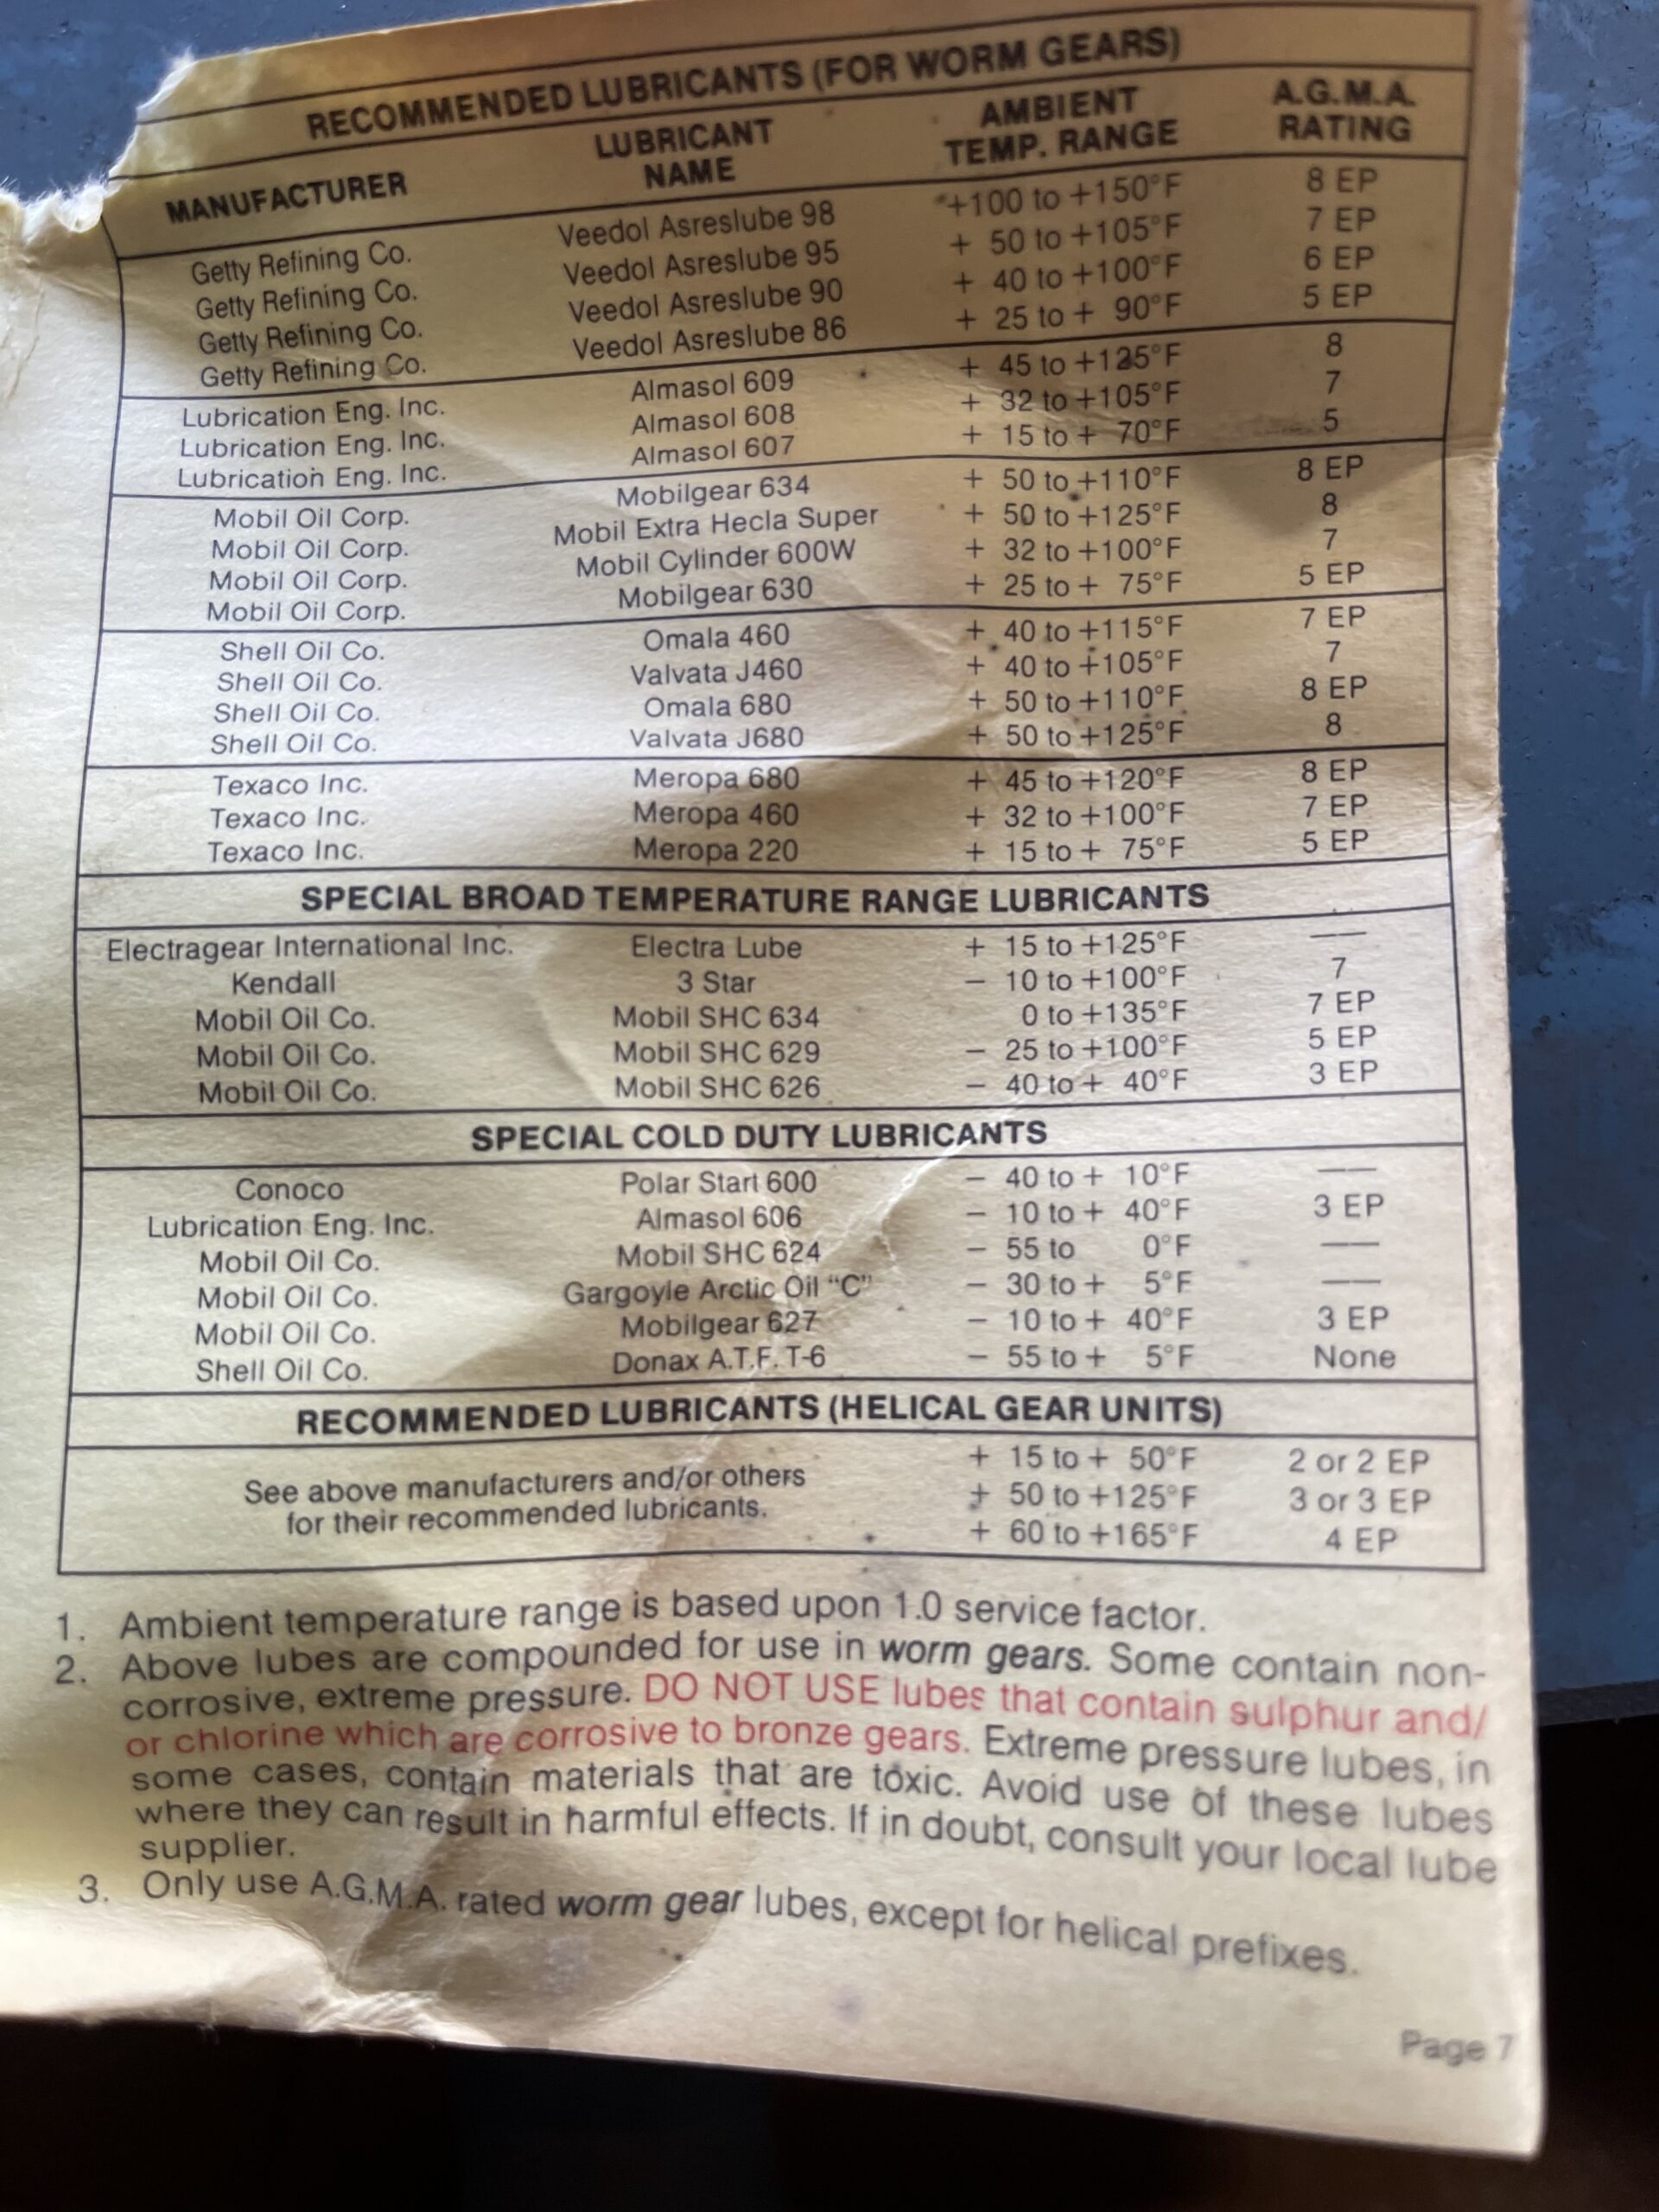 RECOMMENDED LUBRICANTS (FOR WORM GEARS)
MANUFACTURER LUBRICANT NAME AMBIENT TEMP. RANGE A.G.M.A. RATING
Getty Refining Co. Veedol Asreslube 98 +100 to +150°F 8 EP
Getty Refining Co. Veedol Asreslube 95 + 50 to +105°F 7 EP
Getty Refining Co. Veedol Asreslube 90 + 40 to +100°F 6 EP
Getty Refining Co. Veedol Asreslube 86 + 25 to + 90°F 5 EP
Lubrication Eng. Inc. Almasol 609 + 45 to +125°F 8
Lubrication Eng. Inc. Almasol 608 + 32 to +105°F 7
Lubrication Eng. Inc. Almasol 607 + 15 to + 70°F 5
Mobil Oil Corp. Mobilgear 634 + 50 to +110°F 8 EP
Mobil Oil Corp. Mobil Extra Hecla Super + 50 to +125°F 8
Mobil Oil Corp. Mobil Cylinder 600W + 32 to +100°F 7
Mobil Oil Corp. Mobilgear 630 + 25 to + 75°F 5 EP
Shell Oil Co. Omala 460 + 40 to +115°F 7 EP
Shell Oil Co. Valvata J460 + 40 to +105°F 7
Shell Oil Co. Omala 680 + 50 to +110°F 8 EP
Shell Oil Co. Valvata J680 + 50 to +125°F 8
Texaco Inc. Meropa 680 + 45 to +120°F 8 EP
Texaco Inc. Meropa 460 + 32 to +100°F 7 EP
Texaco Inc. Meropa 220 + 15 to + 75°F 5 EP
SPECIAL BROAD TEMPERATURE RANGE LUBRICANTS
Electragear International Inc. Electra Lube + 15 to +125°F ——
Kendall 3 Star − 10 to +100°F 7
Mobil Oil Co. Mobil SHC 634 0 to +135°F 7 EP
Mobil Oil Co. Mobil SHC 629 − 25 to +100°F 5 EP
Mobil Oil Co. Mobil SHC 626 − 40 to + 40°F 3 EP
SPECIAL COLD DUTY LUBRICANTS
Conoco Polar Start 600 − 40 to + 10°F ——
Lubrication Eng. Inc. Almasol 606 − 10 to + 40°F 3 EP
Mobil Oil Co. Mobil SHC 624 − 55 to 0°F ——
Mobil Oil Co. Gargoyle Arctic Oil "C" − 30 to + 5°F ——
Mobil Oil Co. Mobilgear 627 − 10 to + 40°F 3 EP
Shell Oil Co. Donax A.T.F. T-6 − 55 to + 5°F None
RECOMMENDED LUBRICANTS (HELICAL GEAR UNITS)
See above manufacturers and/or others + 15 to + 50°F 2 or 2 EP
for their recommended lubricants. + 50 to +125°F 3 or 3 EP
+ 60 to +165°F 4 EP
1. Ambient temperature range is based upon 1.0 service factor.
2. Above lubes are compounded for use in worm gears. Some contain non-
corrosive, extreme pressure. DO NOT USE lubes that contain sulphur and/
or chlorine which are corrosive to bronze gears. Extreme pressure lubes, in
some cases, contain materials that are toxic. Avoid use of these lubes
where they can result in harmful effects. If in doubt, consult your local lube
supplier.
3. Only use A.G.M.A. rated worm gear lubes, except for helical prefixes.
Page 7